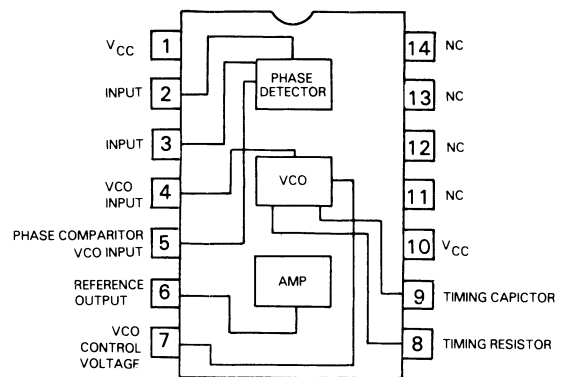 V CC
1
INPUT
2
INPUT
3
VCO
INPUT
4
PHASE COMPARITOR
VCO INPUT
5
REFERENCE
OUTPUT
6
VCO
CONTROL
VOLTAGE
7
PHASE
DETECTOR
VCO
AMP
14
NC
13
NC
12
NC
11
NC
10
V CC
9
TIMING CAPICTOR
8
TIMING RESISTOR